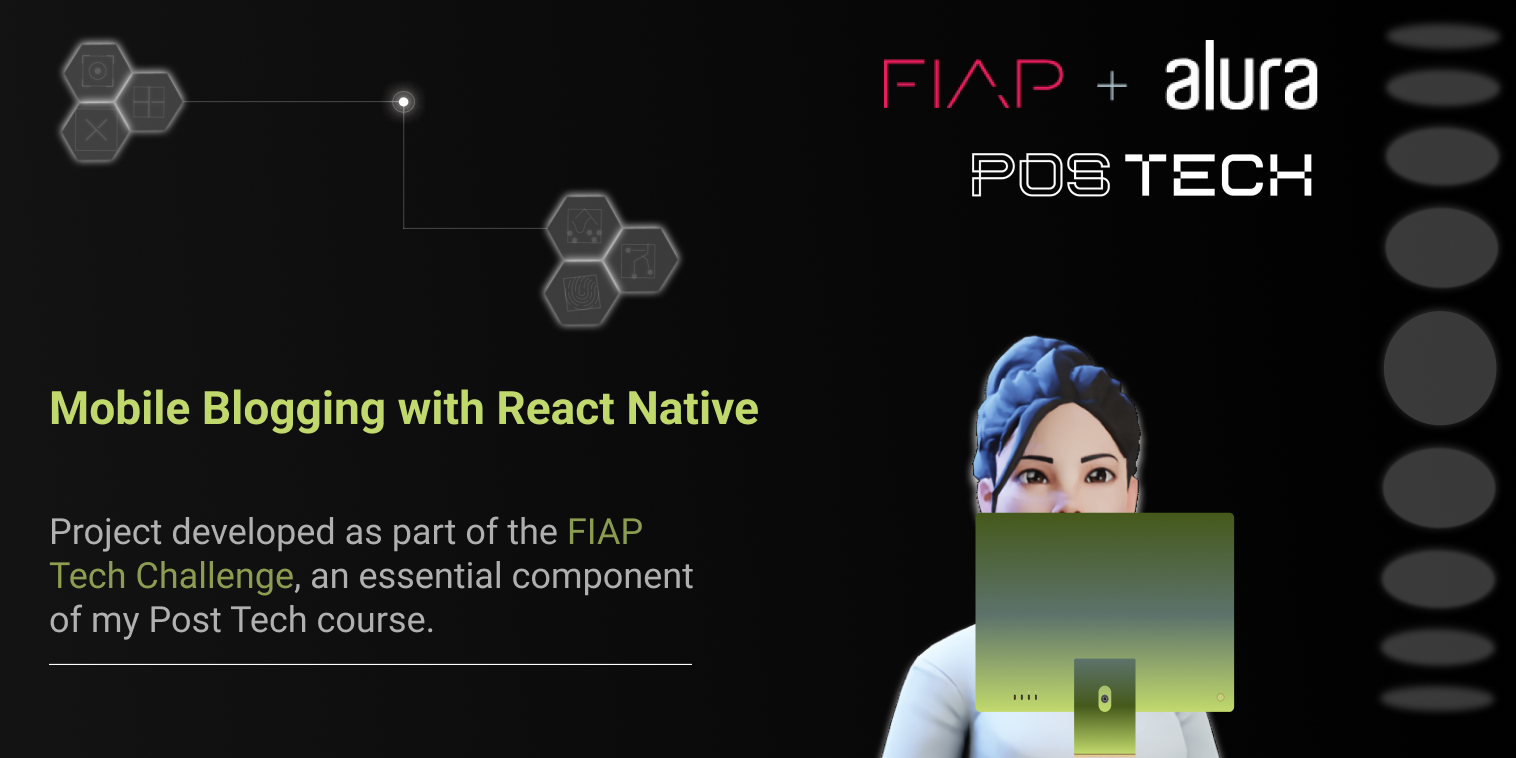 FIAP + alura
POS TECH
Mobile Blogging with React Native
Project developed as part of the FIAP
Tech Challenge, an essential component
of my Post Tech course.